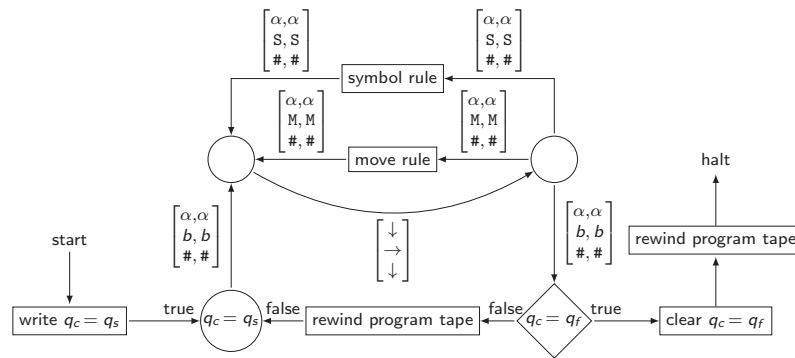 α,α α,α
S, S S, S
#, # #, #
symbol rule
α,α α,α
M, M M, M
#, # #, #
move rule
halt
α,α α,α
b, b b, b
#, # #, #
↓
→
↓
start
rewind program tape
write q_c = q_s
true
q_c = q_s
false
rewind program tape
false
q_c = q_f
true
clear q_c = q_f